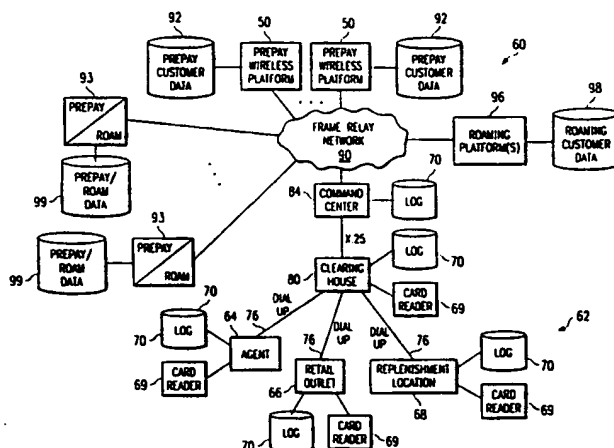 92
PREPAY
CUSTOMER
DATA
50
PREPAY
WIRELESS
PLATFORM
50
PREPAY
WIRELESS
PLATFORM
92
PREPAY
CUSTOMER
DATA
60
93
PREPAY
ROAM
PREPAY/
ROAM
DATA
99
FRAME RELAY
NETWORK
90
96
ROAMING
PLATFORM(S)
98
ROAMING
CUSTOMER
DATA
84
COMMAND
CENTER
70
LOG
X.25
93
PREPAY
ROAM
PREPAY/
ROAM
DATA
99
80
CLEARING
HOUSE
LOG
70
CARD
READER
69
62
70
LOG
70
64
76
DIAL
UP
AGENT
CARD
READER
69
76
DIAL
UP
RETAIL
OUTLET
66
LOG
70
CARD
READER
69
DIAL
UP
76
REPLENISHMENT
LOCATION
68
LOG
70
CARD
READER
69